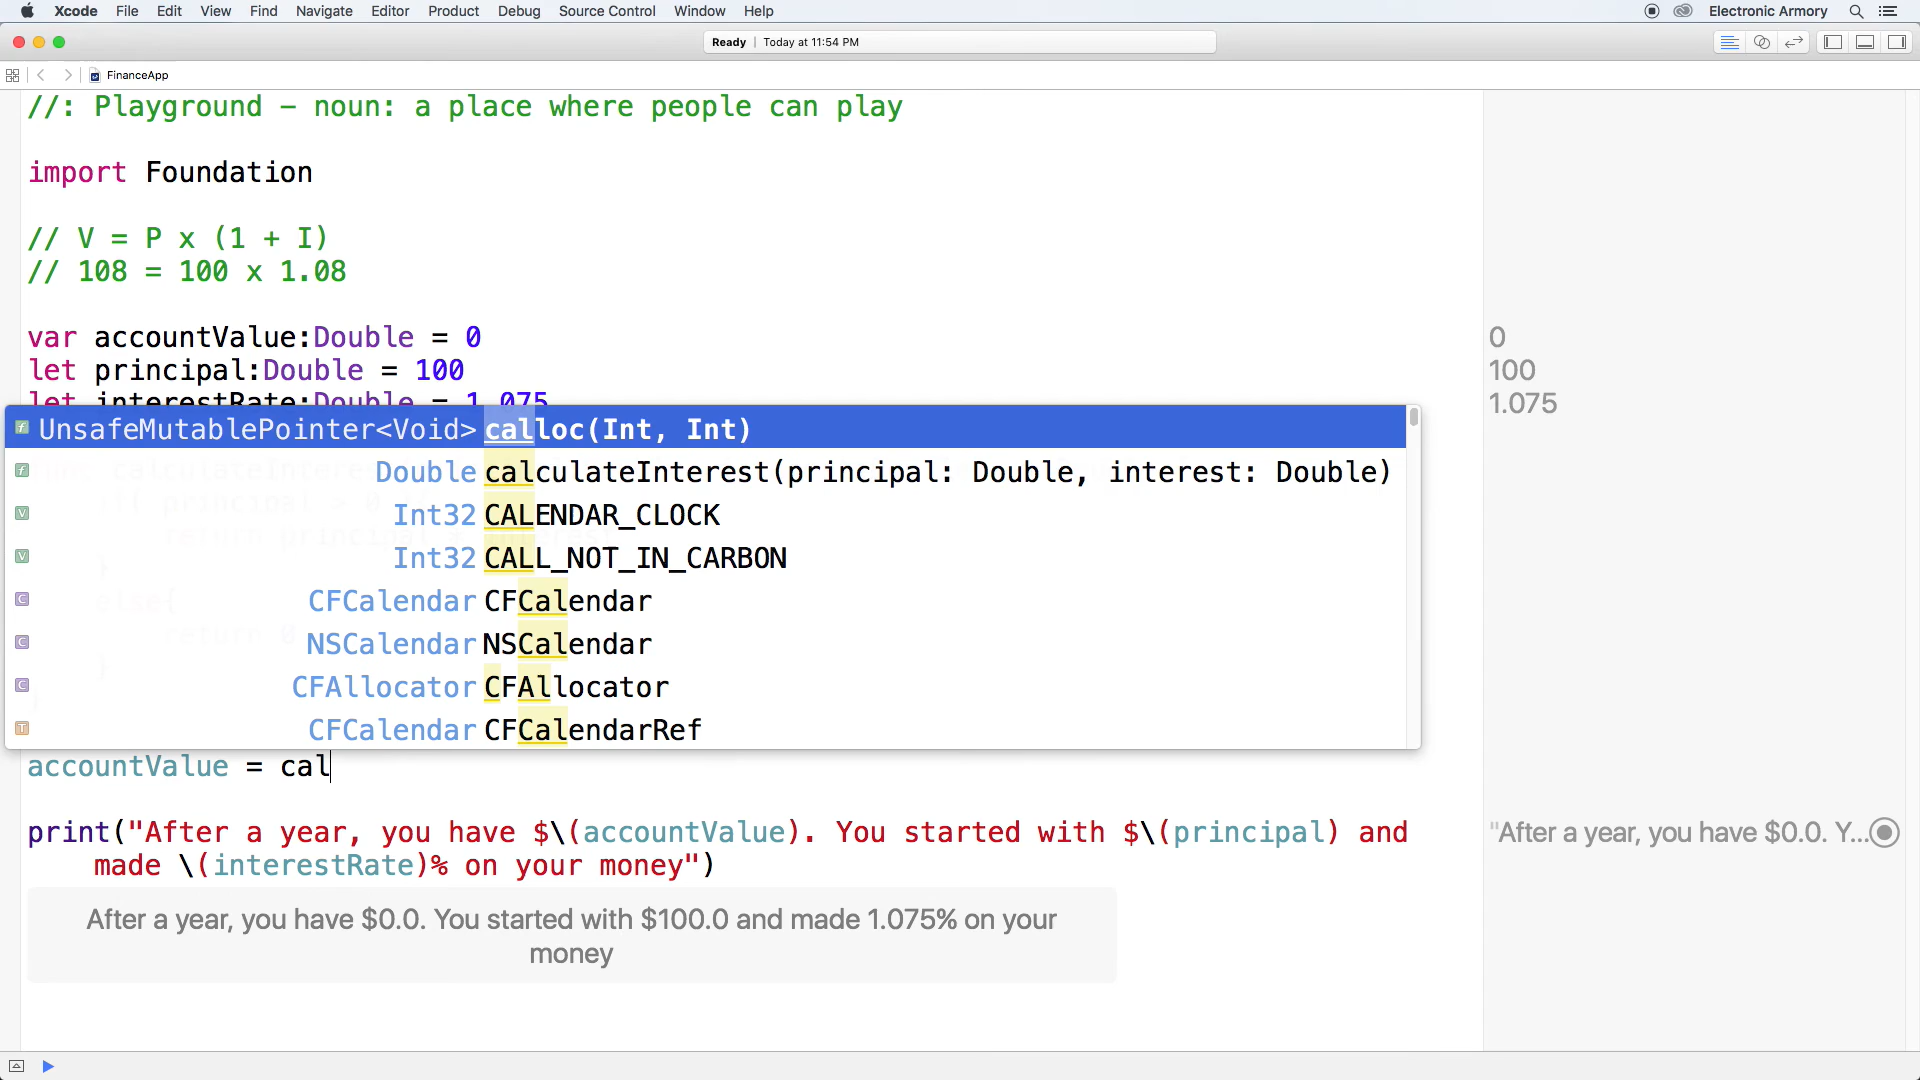 Xcode File Edit View Find Navigate Editor Product Debug Source Control Window Help Electronic Armory
Ready | Today at 11:54 PM
FinanceApp
//: Playground – noun: a place where people can play
import Foundation
// V = P x (1 + I)
// 108 = 100 x 1.08
var accountValue:Double = 0 0
let principal:Double = 100 100
let interestRate:Double = 1.075 1.075
UnsafeMutablePointer<Void> calloc(Int, Int)
Double calculateInterest(principal: Double, interest: Double)
Int32 CALENDAR_CLOCK
Int32 CALL_NOT_IN_CARBON
CFCalendar CFCalendar
NSCalendar NSCalendar
CFAllocator CFAllocator
CFCalendar CFCalendarRef
accountValue = cal
print("After a year, you have $\(accountValue). You started with $\(principal) and "After a year, you have $0.0. Y...
made \(interestRate)% on your money")
After a year, you have $0.0. You started with $100.0 and made 1.075% on your
money